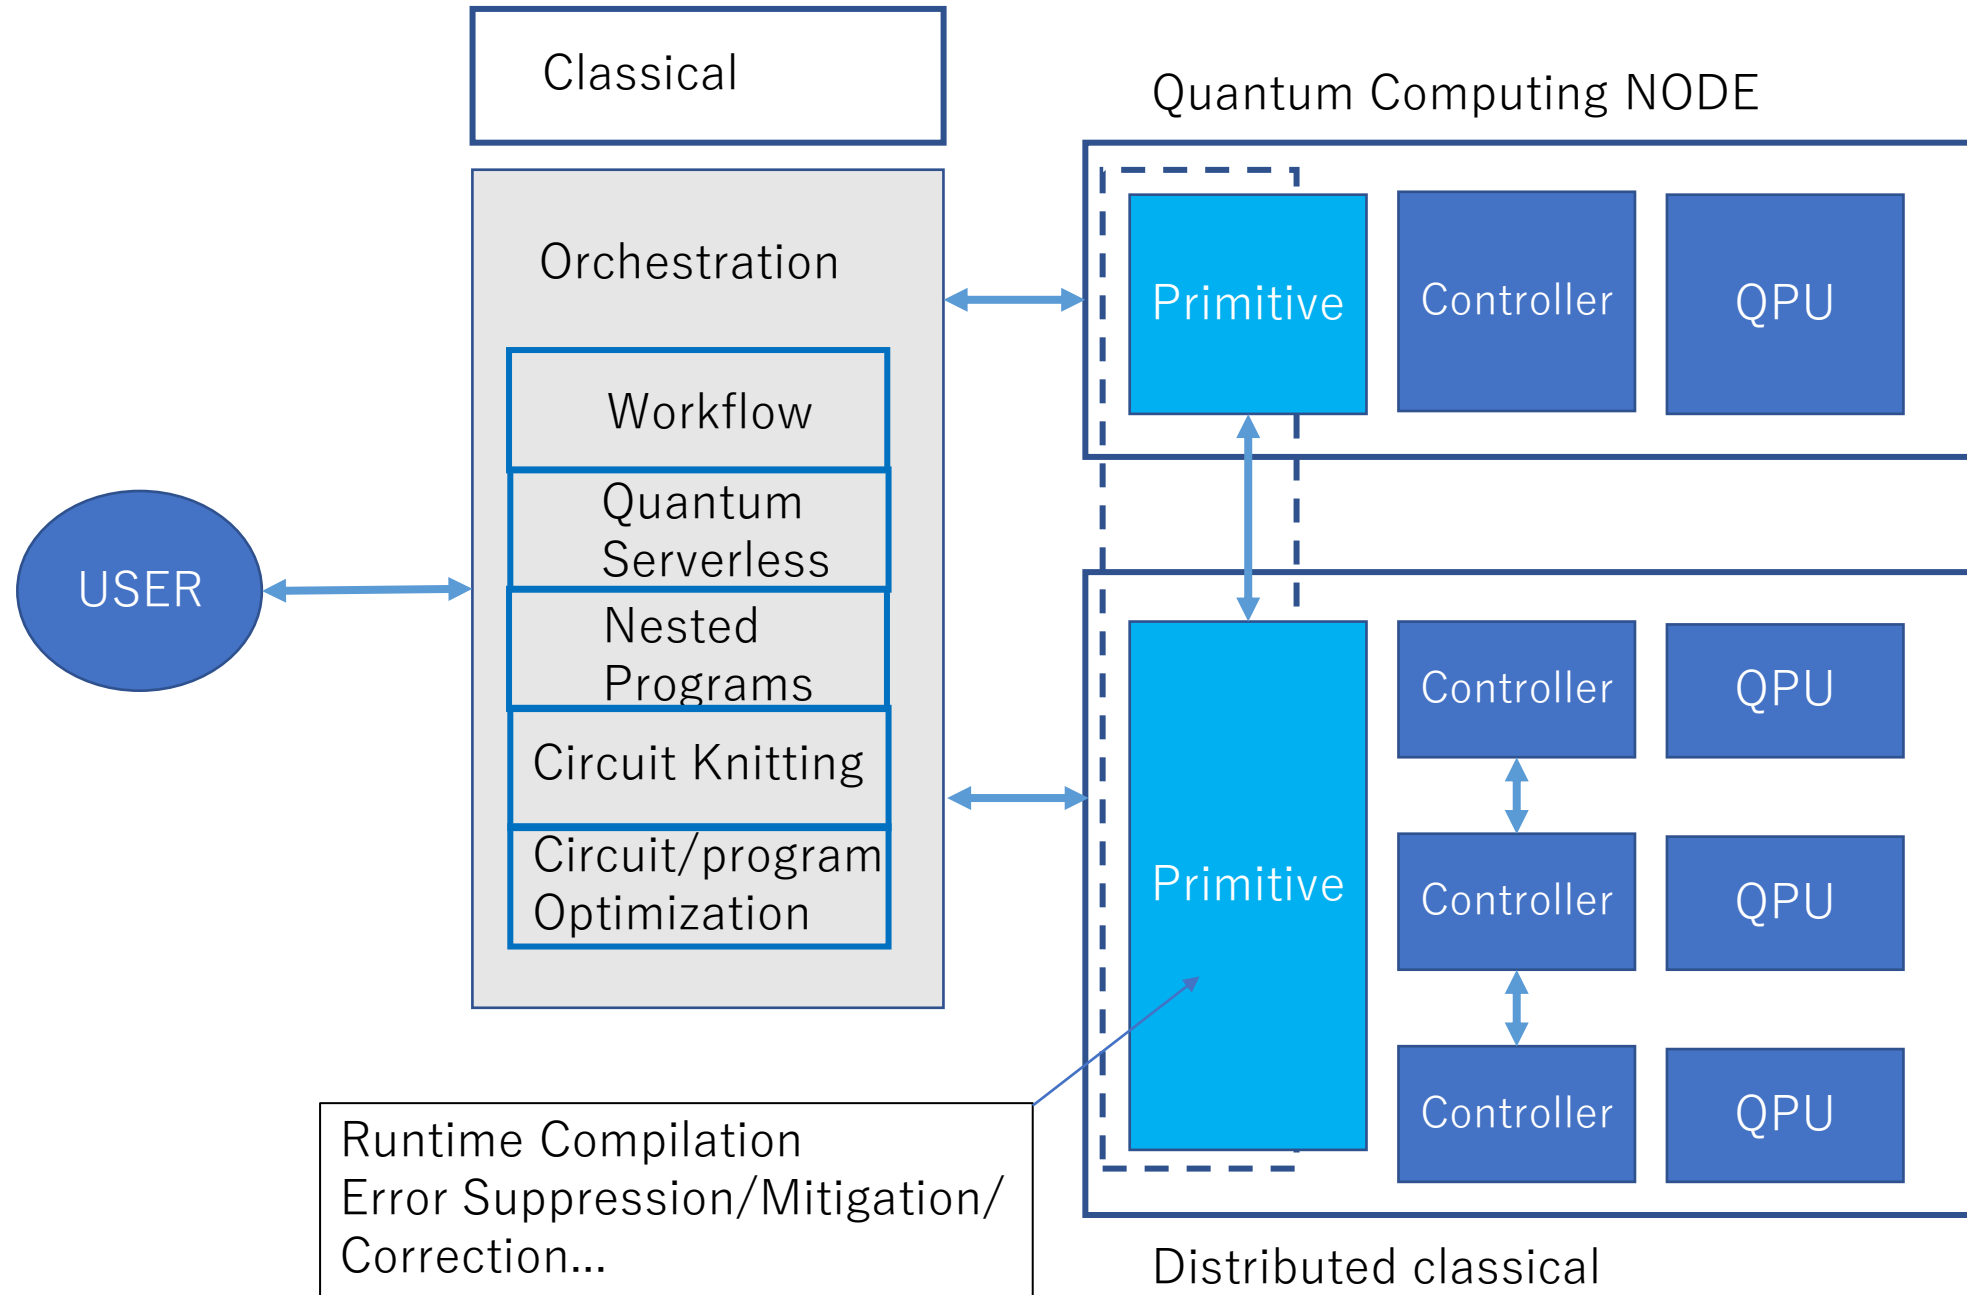 Classical
Quantum Computing NODE
Orchestration
Primitive
Controller
QPU
Workflow
Quantum
Serverless
USER
Nested
Programs
Circuit Knitting
Circuit/program
Optimization
Primitive
Controller
QPU
Controller
QPU
Controller
QPU
Runtime Compilation
Error Suppression/Mitigation/
Correction...
Distributed classical